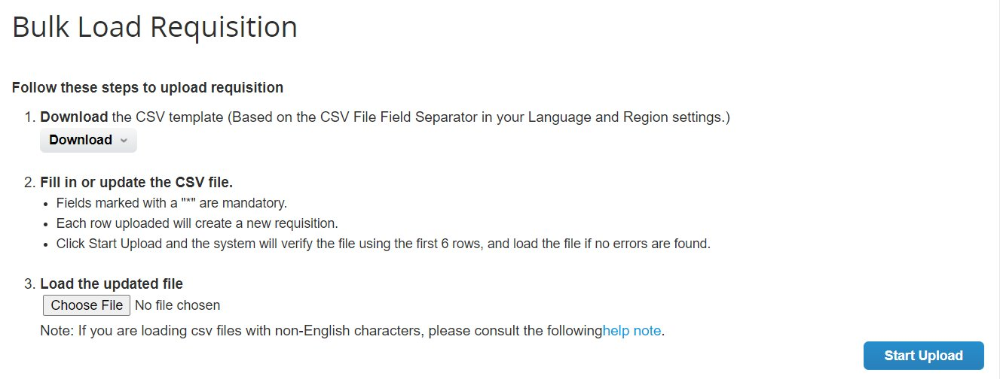 Bulk Load Requisition
Follow these steps to upload requisition
1. Download the CSV template (Based on the CSV File Field Separator in your Language and Region settings.)
Download
2. Fill in or update the CSV file.
• Fields marked with a "*" are mandatory.
• Each row uploaded will create a new requisition.
• Click Start Upload and the system will verify the file using the first 6 rows, and load the file if no errors are found.
3. Load the updated file
Choose File No file chosen
Note: If you are loading csv files with non-English characters, please consult the followinghelp note.
Start Upload